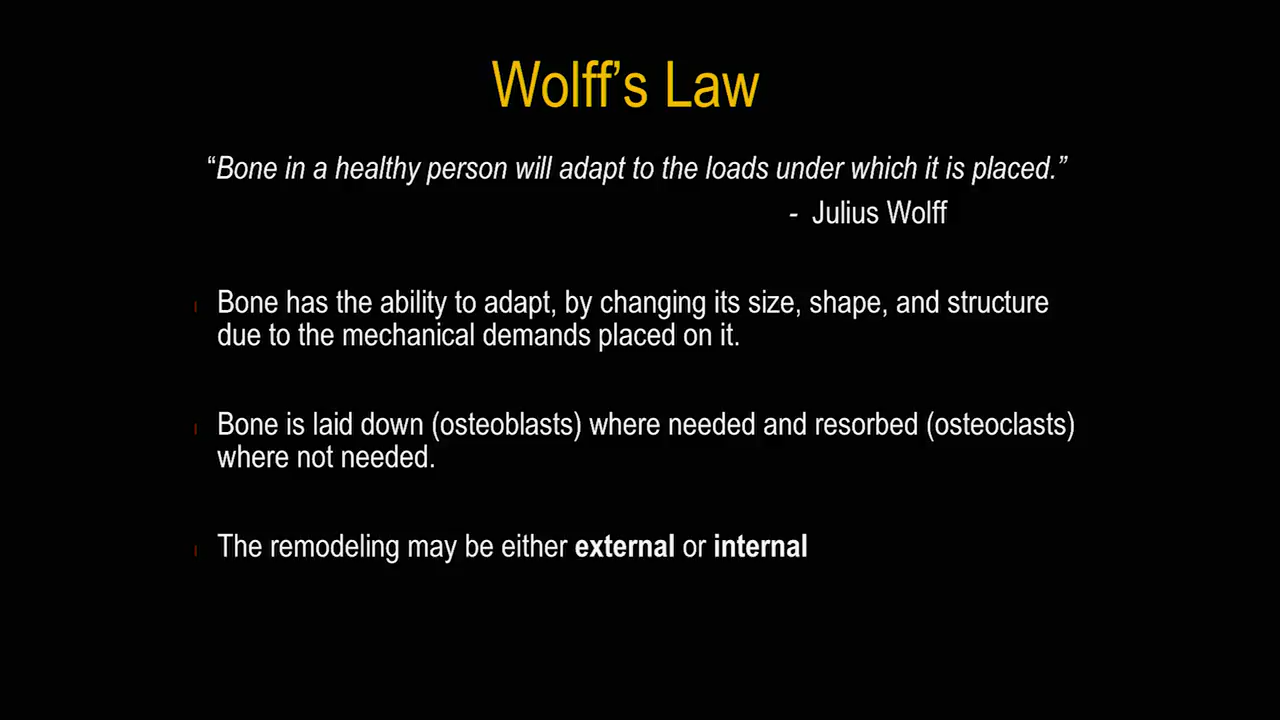 Wolff’s Law
“Bone in a healthy person will adapt to the loads under which it is placed.”
- Julius Wolff
Bone has the ability to adapt, by changing its size, shape, and structure
due to the mechanical demands placed on it.
Bone is laid down (osteoblasts) where needed and resorbed (osteoclasts)
where not needed.
The remodeling may be either external or internal